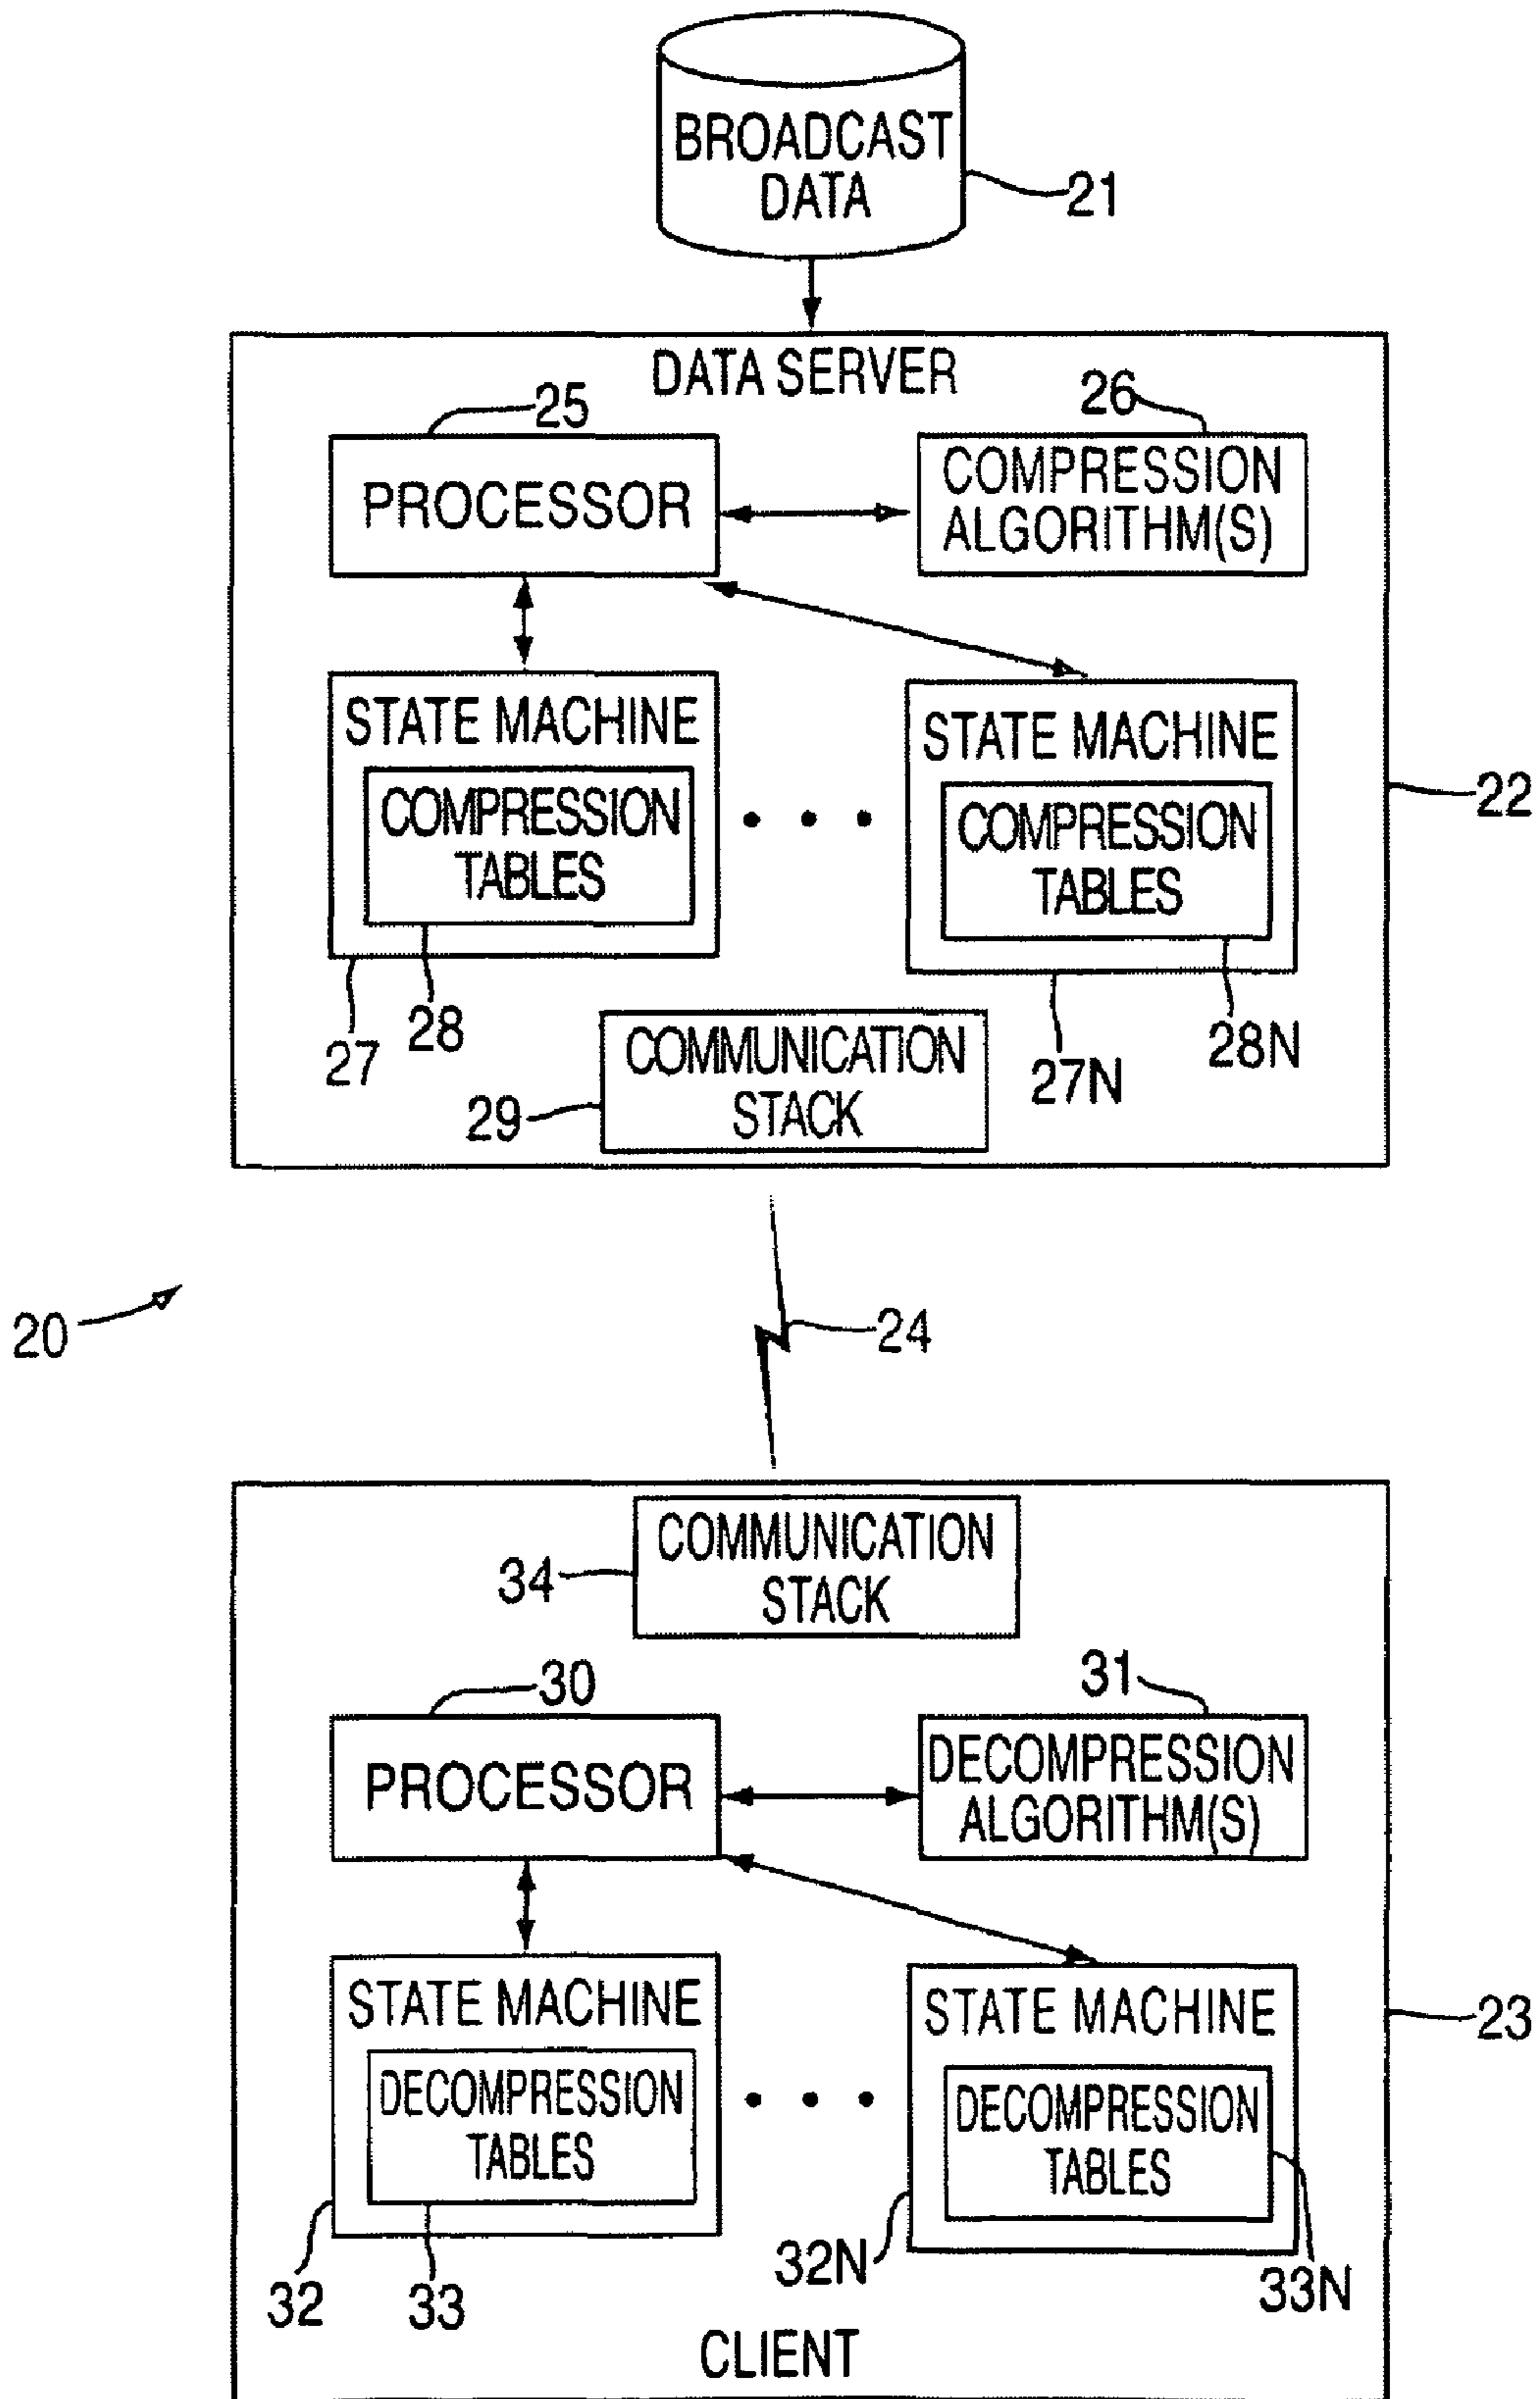 BROADCAST
DATA
21
DATA SERVER
25
26
PROCESSOR
COMPRESSION
ALGORITHM(S)
STATE MACHINE
COMPRESSION
TABLES
STATE MACHINE
COMPRESSION
TABLES
22
27
28
27N
28N
COMMUNICATION
STACK
29
20
24
COMMUNICATION
STACK
34
30
31
PROCESSOR
DECOMPRESSION
ALGORITHM(S)
STATE MACHINE
DECOMPRESSION
TABLES
STATE MACHINE
DECOMPRESSION
TABLES
23
32
33
32N
33N
CLIENT